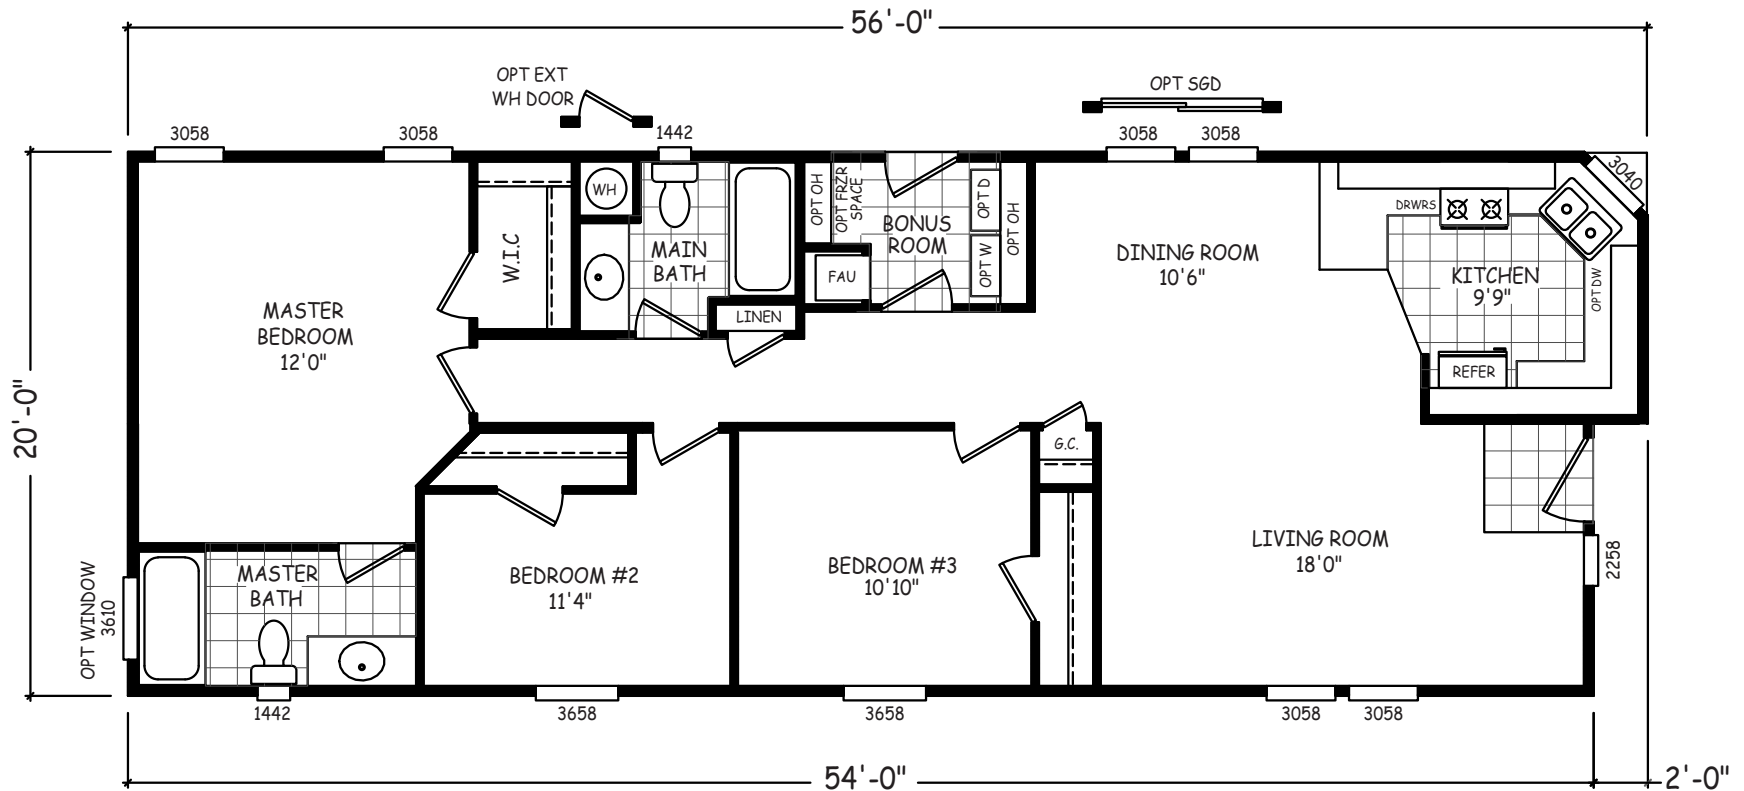 56'-0"
OPT EXT
WH DOOR
OPT SGD
3058
3058
1442
3058
3058
3040
WH
W.I.C
MAIN
BATH
LINEN
OPT OH
OPT FRZR
SPACE
BONUS
ROOM
FAU
OPT D
OPT W
OPT OH
DINING ROOM
10'6"
DRWRS
KITCHEN
9'9"
OPT DW
REFER
MASTER
BEDROOM
12'0"
20'-0"
G.C.
LIVING ROOM
18'0"
2258
BEDROOM #2
11'4"
BEDROOM #3
10'10"
MASTER
BATH
OPT WINDOW
3610
1442
3658
3658
3058
3058
54'-0"
2'-0"